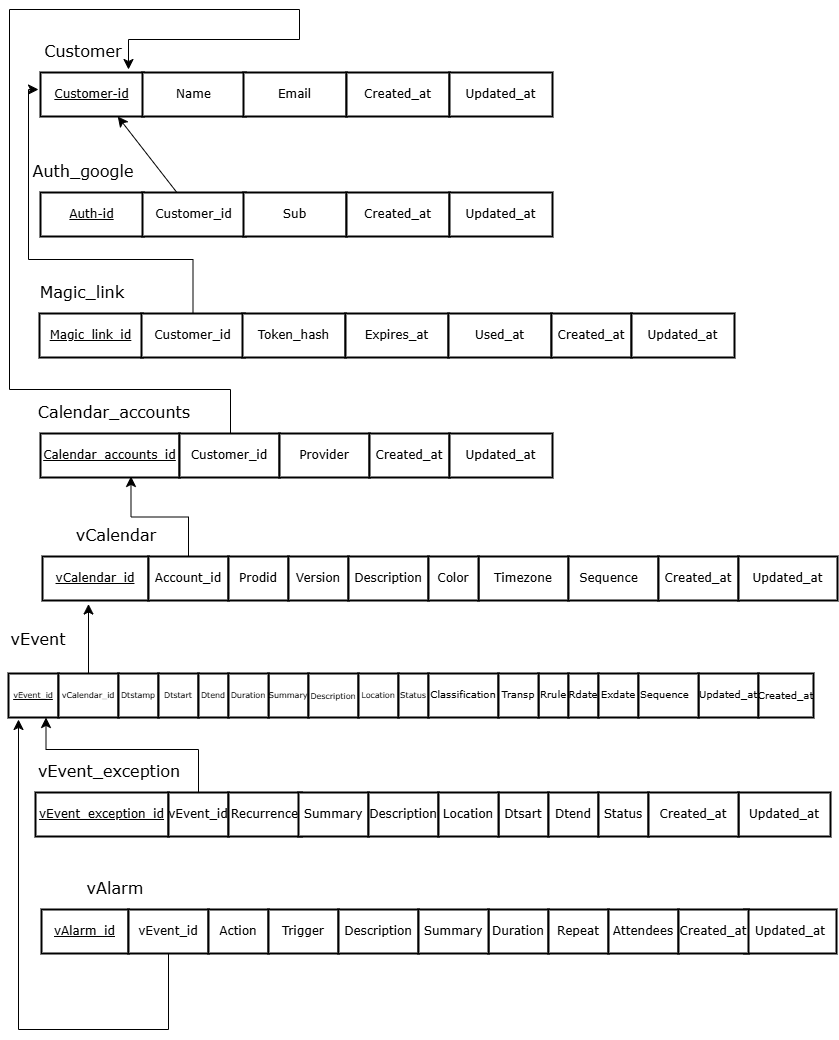 Customer
Customer-id Name Email Created_at Updated_at
Auth_google
Auth-id Customer_id Sub Created_at Updated_at
Magic_link
Magic_link_id Customer_id Token_hash Expires_at Used_at Created_at Updated_at
Calendar_accounts
Calendar_accounts_id Customer_id Provider Created_at Updated_at
vCalendar
vCalendar_id Account_id Prodid Version Description Color Timezone Sequence Created_at Updated_at
vEvent
vEvent_id vCalendar_id Dtstamp Dtstart Dtend Duration Summary Description Location Status Classification Transp Rrule Rdate Exdate Sequence Updated_at Created_at
vEvent_exception
vEvent_exception_id vEvent_id Recurrence Summary Description Location Dtsart Dtend Status Created_at Updated_at
vAlarm
vAlarm_id vEvent_id Action Trigger Description Summary Duration Repeat Attendees Created_at Updated_at